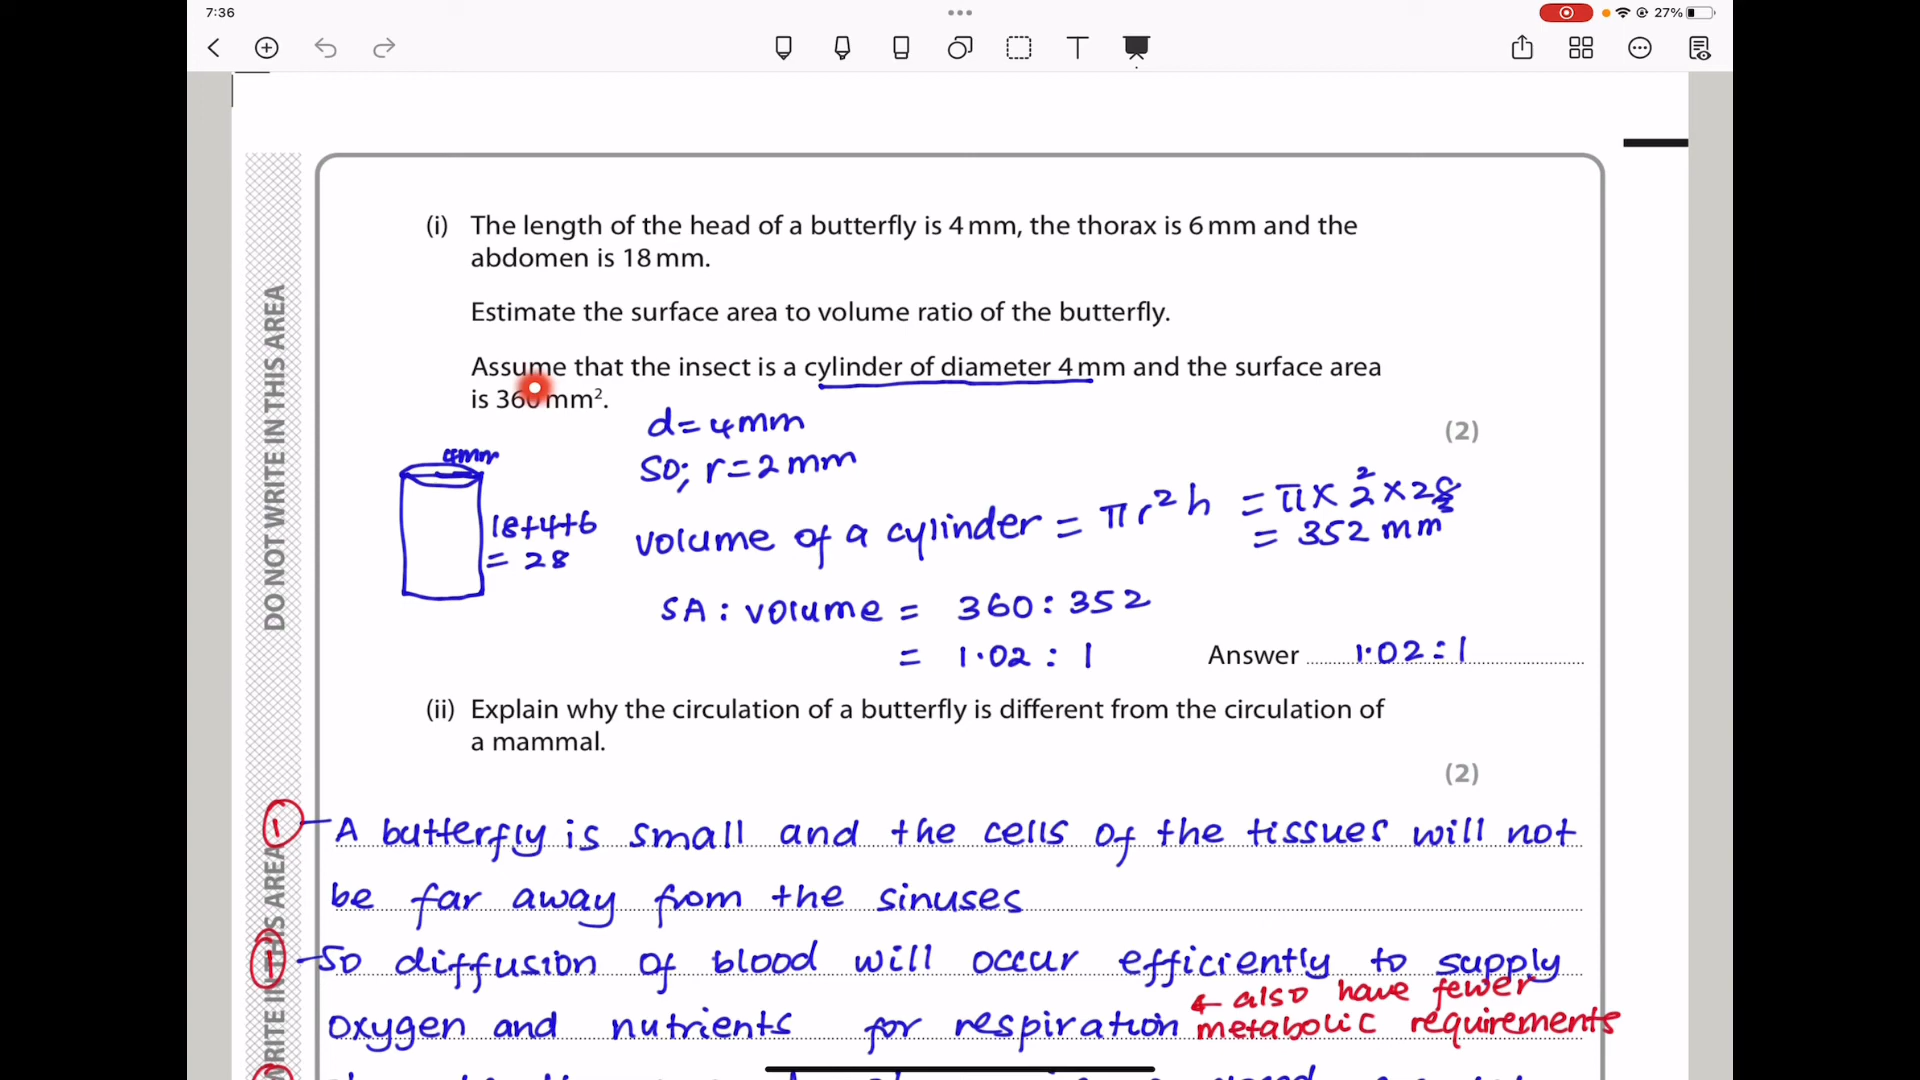 7:36
27%
(i) The length of the head of a butterfly is 4 mm, the thorax is 6 mm and the
abdomen is 18 mm.
Estimate the surface area to volume ratio of the butterfly.
Assume that the insect is a cylinder of diameter 4 mm and the surface area
is 360 mm².
(2)
d=4mm
So; r=2mm
4mm
18+4+6
= 28
volume of a cylinder = πr²h = π×2²×28
= 352 mm³
SA : volume = 360 : 352
= 1.02 : 1
Answer 1.02 : 1
(ii) Explain why the circulation of a butterfly is different from the circulation of
a mammal.
(2)
1 – A butterfly is small and the cells of the tissues will not
be far away from the sinuses
1 – So diffusion of blood will occur efficiently to supply
← also have fewer
oxygen and nutrients for respiration metabolic requirements
DO NOT WRITE IN THIS AREA
WRITE IN THIS AREA